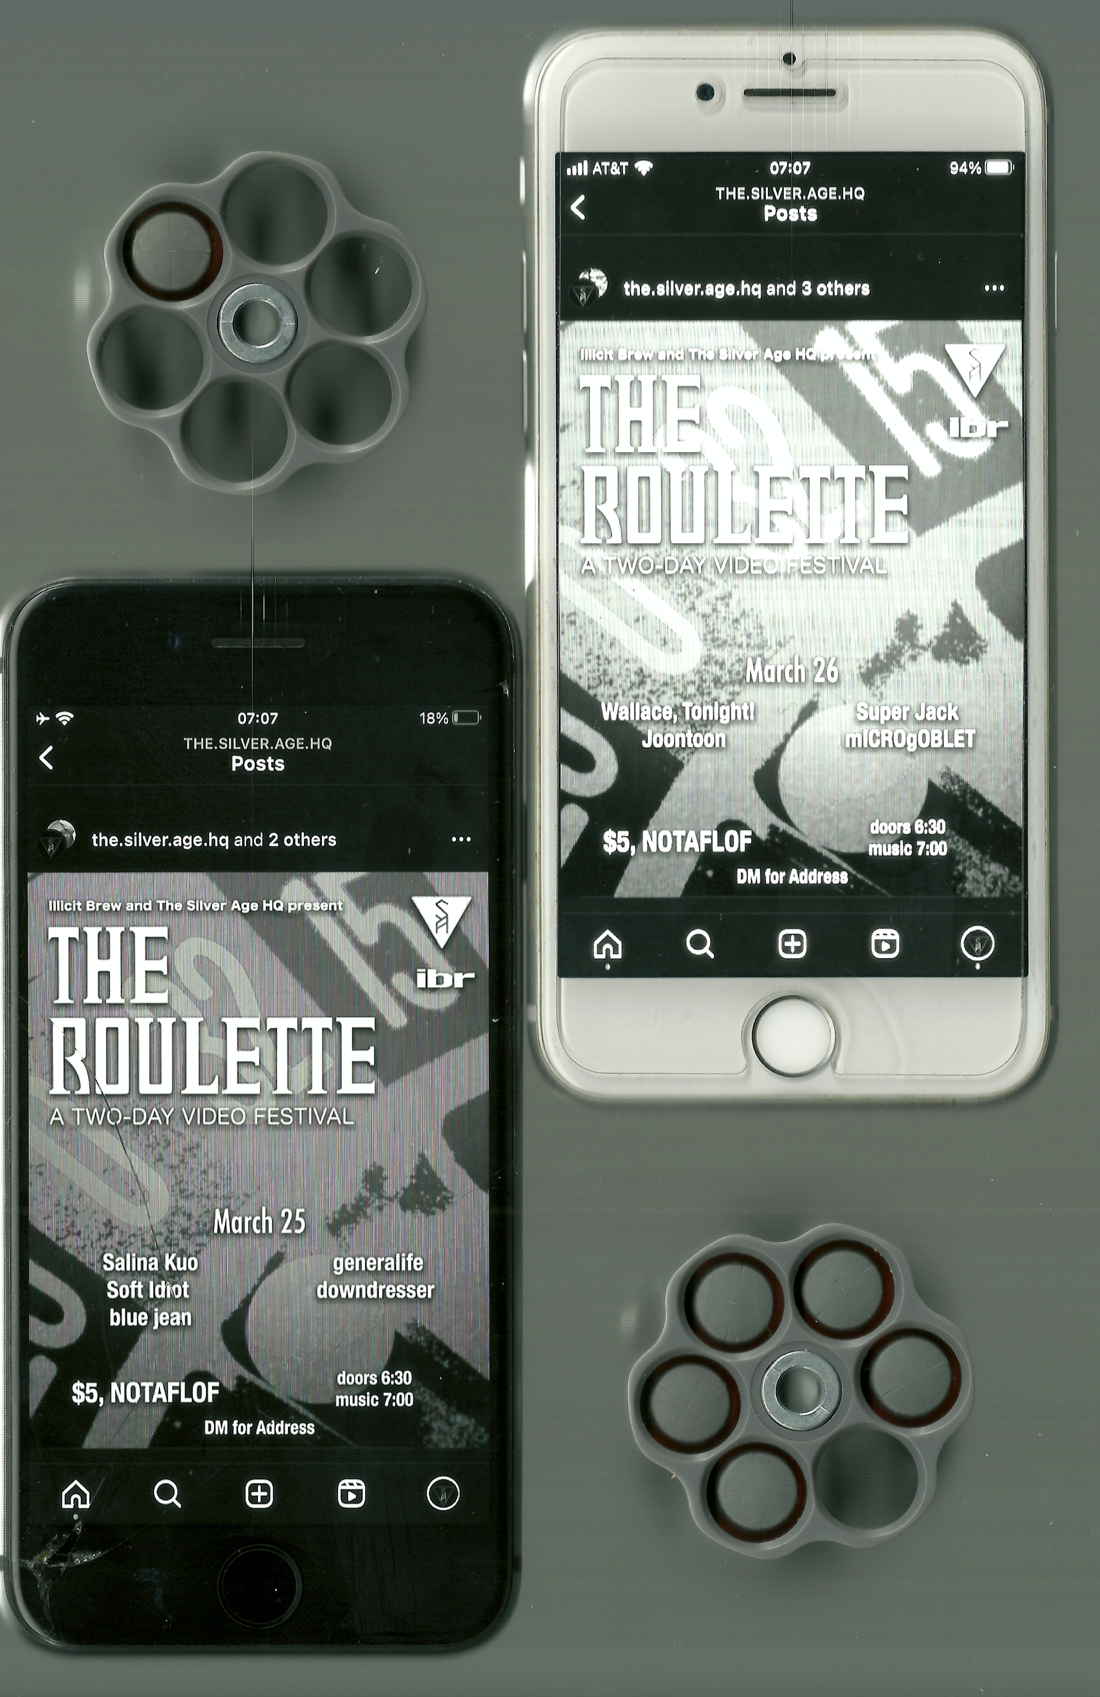 AT&T 07:07 94%
THE.SILVER.AGE.HQ
Posts
the.silver.age.hq and 3 others
Illicit Brew and The Silver Age HQ present
15
THE
ROULETTE
ibr
32
A TWO-DAY VIDEO FESTIVAL
March 26
Wallace, Tonight!
Joontoon
Super Jack
mICROgOBLET
$5, NOTAFLOF
doors 6:30
music 7:00
DM for Address
07:07 18%
THE.SILVER.AGE.HQ
Posts
the.silver.age.hq and 2 others
Illicit Brew and The Silver Age HQ present
15
THE
ROULETTE
ibr
32
A TWO-DAY VIDEO FESTIVAL
March 25
Salina Kuo
Soft Idiot
blue jean
generalife
downdresser
$5, NOTAFLOF
doors 6:30
music 7:00
DM for Address